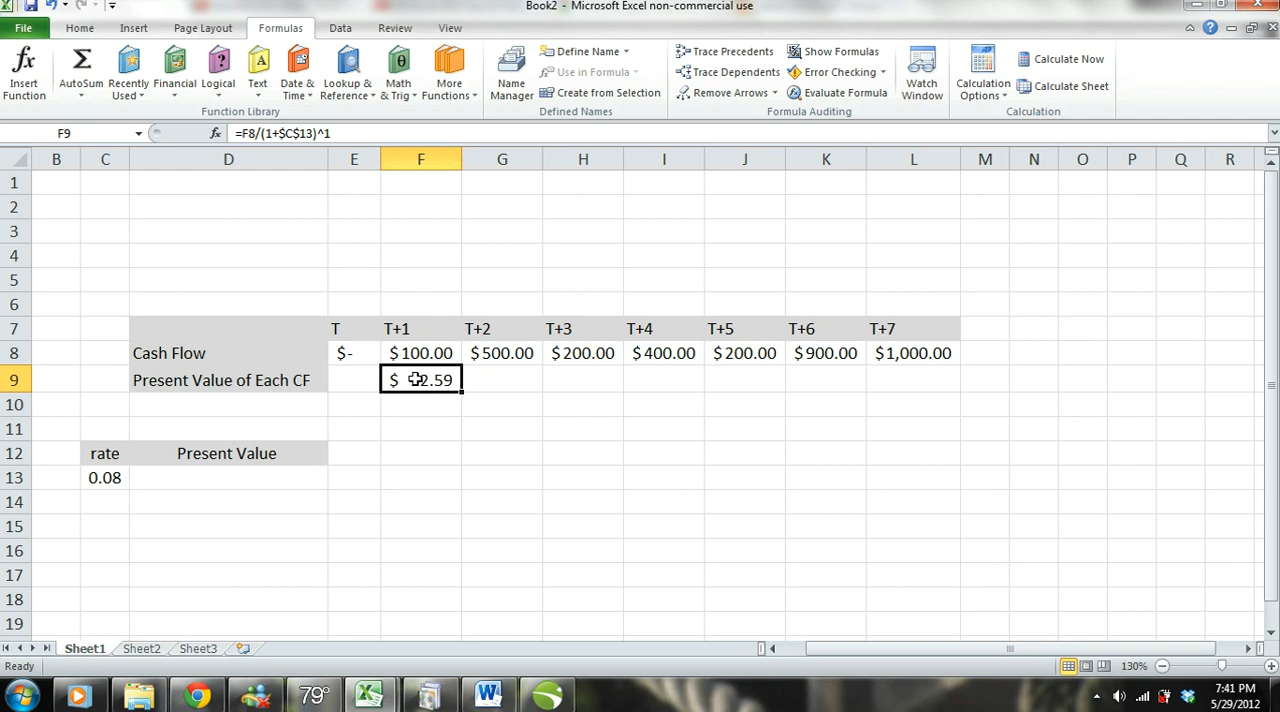 Book2 - Microsoft Excel non-commercial use
File Home Insert Page Layout Formulas Data Review View
Insert Function
AutoSum
Recently Used
Financial
Logical
Text
Date & Time
Lookup & Reference
Math & Trig
More Functions
Function Library
Name Manager
Define Name
Use in Formula
Create from Selection
Defined Names
Trace Precedents
Trace Dependents
Remove Arrows
Show Formulas
Error Checking
Evaluate Formula
Formula Auditing
Watch Window
Calculation Options
Calculate Now
Calculate Sheet
Calculation
F9 fx =F8/(1+$C$13)^1
B C D E F G H I J K L M N O P Q R
1
2
3
4
5
6
7 T T+1 T+2 T+3 T+4 T+5 T+6 T+7
8 Cash Flow $- $100.00 $500.00 $200.00 $400.00 $200.00 $900.00 $1,000.00
9 Present Value of Each CF $ 2.59
10
11
12 rate Present Value
13 0.08
14
15
16
17
18
19
Sheet1 Sheet2 Sheet3
Ready 130%
79°
7:41 PM
5/29/2012